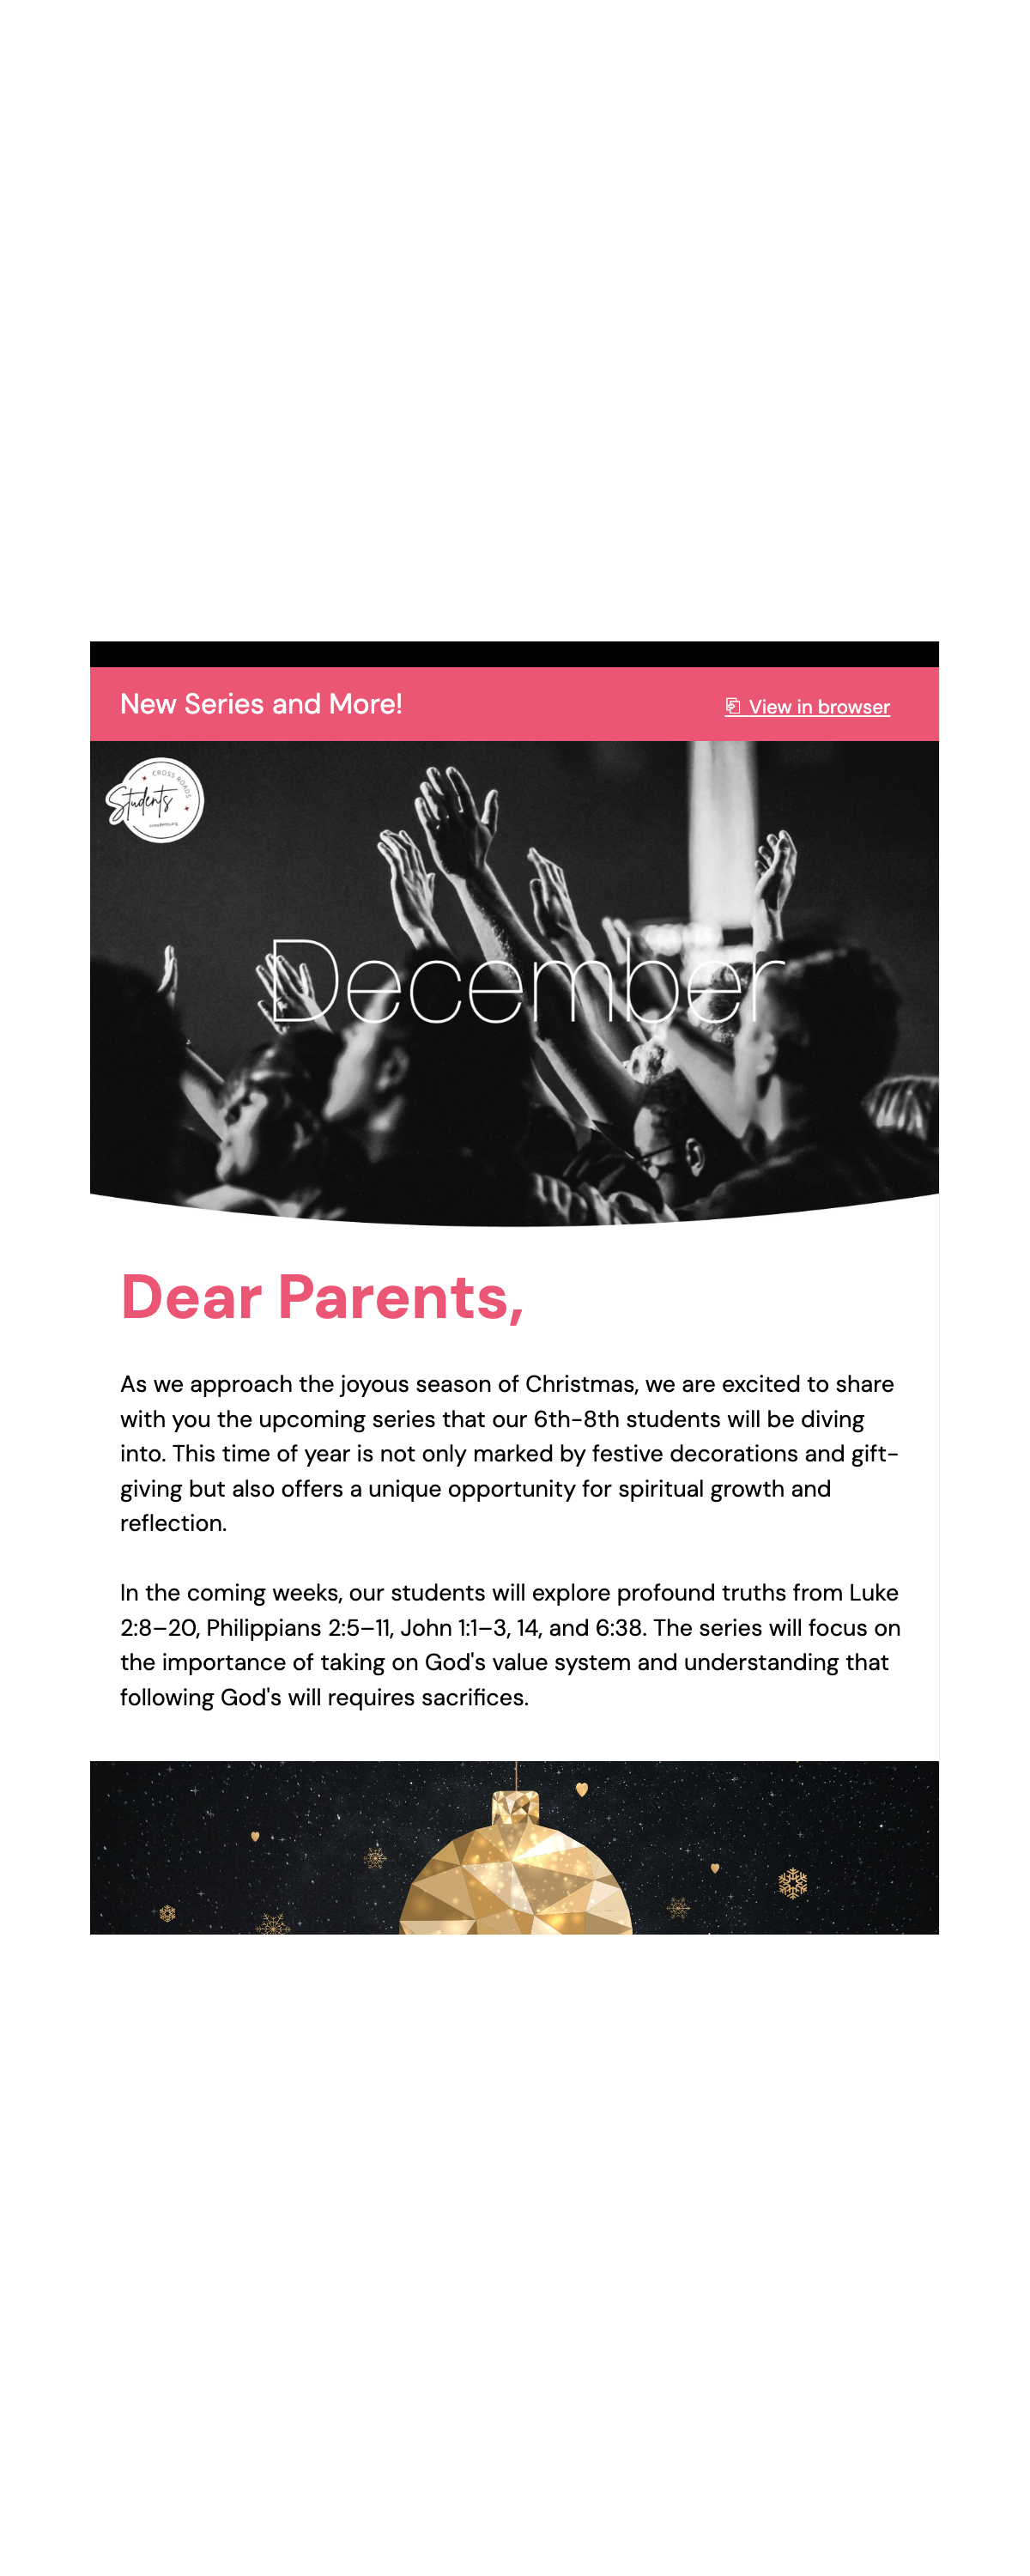 New Series and More!
View in browser
CROSS ROADS
Students
December
Dear Parents,
As we approach the joyous season of Christmas, we are excited to share
with you the upcoming series that our 6th-8th students will be diving
into. This time of year is not only marked by festive decorations and gift-
giving but also offers a unique opportunity for spiritual growth and
reflection.
In the coming weeks, our students will explore profound truths from Luke
2:8–20, Philippians 2:5–11, John 1:1–3, 14, and 6:38. The series will focus on
the importance of taking on God's value system and understanding that
following God's will requires sacrifices.